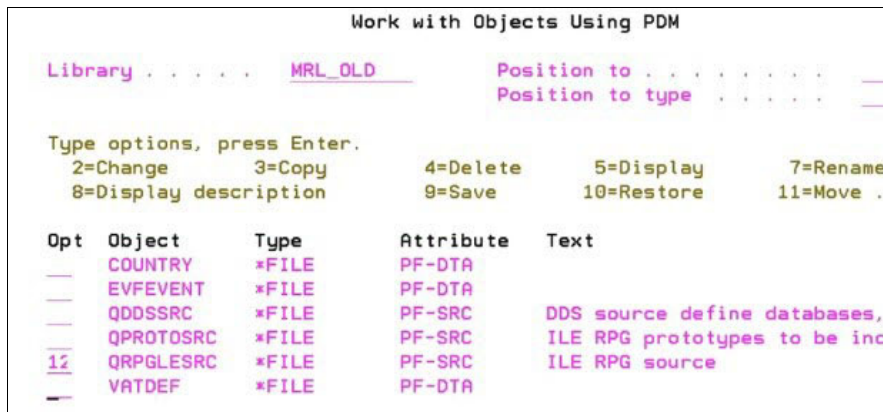 Work with Objects Using PDM
Library . . . . . MRL_OLD Position to . . . . . . . .
Position to type . . . . .
Type options, press Enter.
2=Change 3=Copy 4=Delete 5=Display 7=Rename
8=Display description 9=Save 10=Restore 11=Move .
Opt Object Type Attribute Text
COUNTRY *FILE PF-DTA
EVFEVENT *FILE PF-DTA
QDDSSRC *FILE PF-SRC DDS source define databases,
QPROTOSRC *FILE PF-SRC ILE RPG prototypes to be inc
12 QRPGLESRC *FILE PF-SRC ILE RPG source
VATDEF *FILE PF-DTA